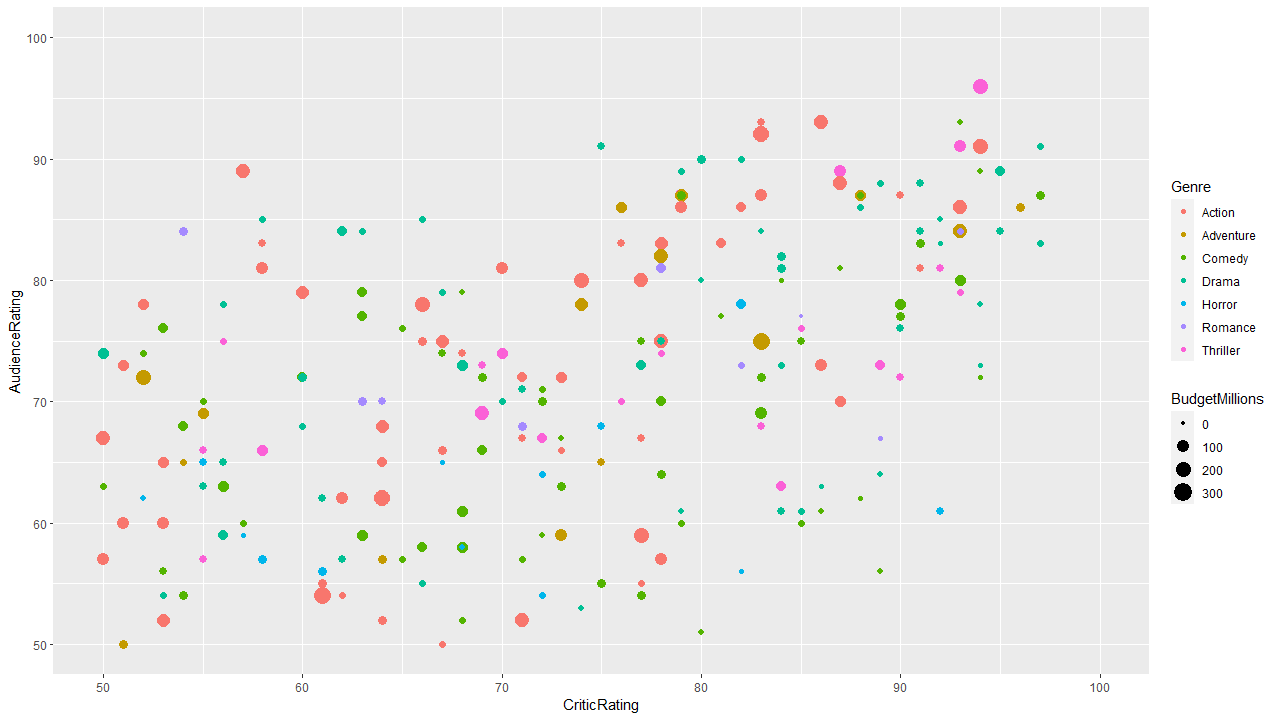 100
90
80
70
60
50
AudienceRating
50 60 70 80 90 100
CriticRating
Genre
Action
Adventure
Comedy
Drama
Horror
Romance
Thriller
BudgetMillions
0
100
200
300